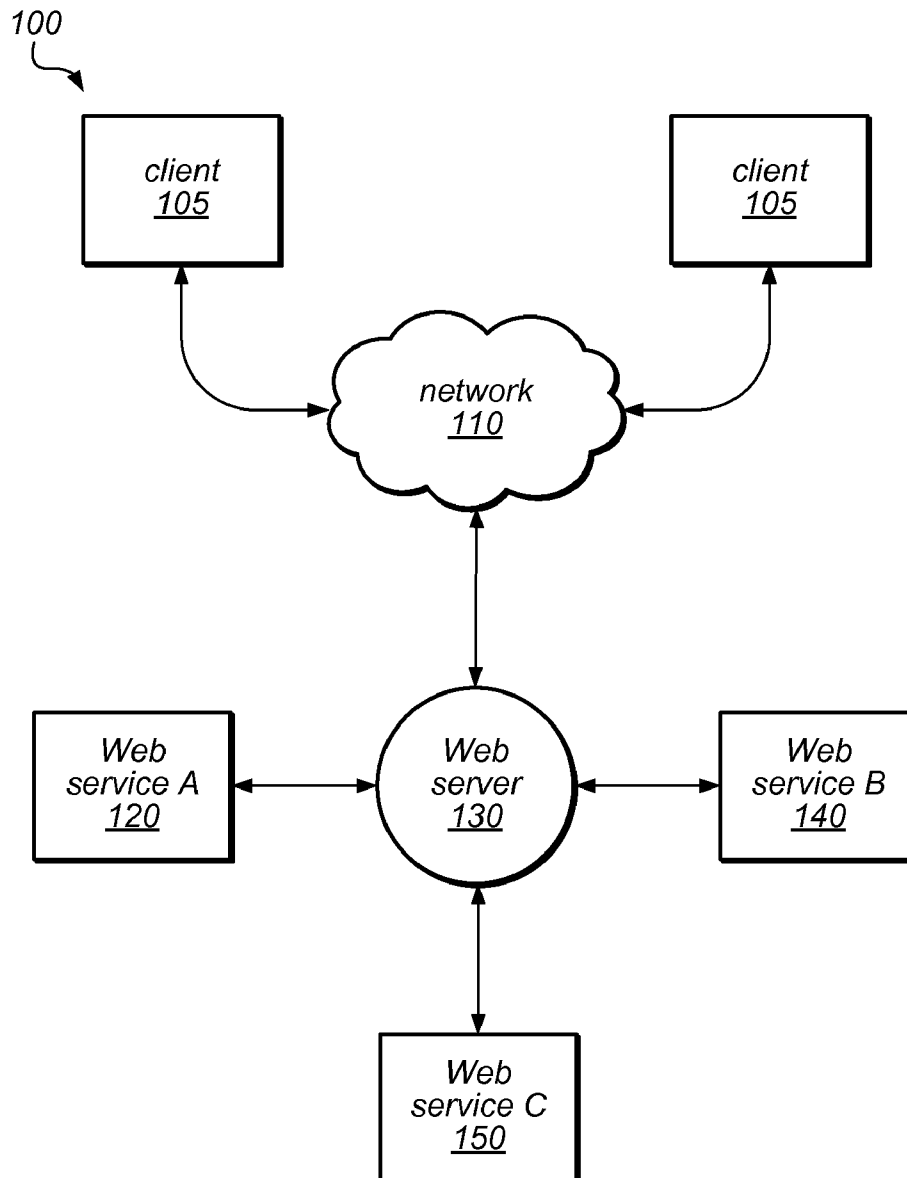 100
client
105
client
105
network
110
Web
service A
120
Web
server
130
Web
service B
140
Web
service C
150